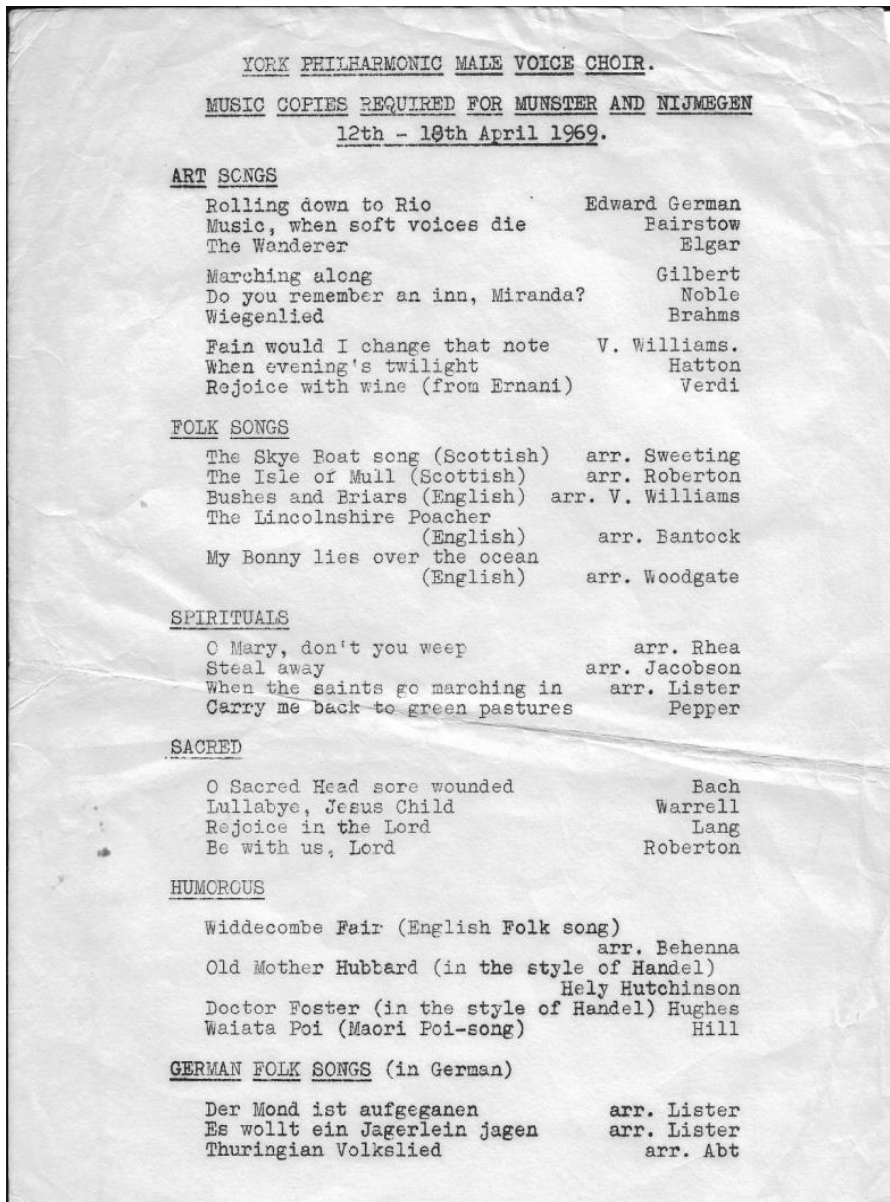 YORK PHILHARMONIC MALE VOICE CHOIR.
MUSIC COPIES REQUIRED FOR MUNSTER AND NIJMEGEN
12th - 18th April 1969.
ART SONGS
Rolling down to Rio Edward German
Music, when soft voices die Bairstow
The Wanderer Elgar
Marching along Gilbert
Do you remember an inn, Miranda? Noble
Wiegenlied Brahms
Fain would I change that note V. Williams.
When evening's twilight Hatton
Rejoice with wine (from Ernani) Verdi
FOLK SONGS
The Skye Boat song (Scottish) arr. Sweeting
The Isle of Mull (Scottish) arr. Roberton
Bushes and Briars (English) arr. V. Williams
The Lincolnshire Poacher
(English) arr. Bantock
My Bonny lies over the ocean
(English) arr. Woodgate
SPIRITUALS
O Mary, don't you weep arr. Rhea
Steal away arr. Jacobson
When the saints go marching in arr. Lister
Carry me back to green pastures Pepper
SACRED
O Sacred Head sore wounded Bach
Lullabye, Jesus Child Warrell
Rejoice in the Lord Lang
Be with us, Lord Roberton
HUMOROUS
Widdecombe Fair (English Folk song)
arr. Behenna
Old Mother Hubbard (in the style of Handel)
Hely Hutchinson
Doctor Foster (in the style of Handel) Hughes
Waiata Poi (Maori Poi-song) Hill
GERMAN FOLK SONGS (in German)
Der Mond ist aufgeganen arr. Lister
Es wollt ein Jagerlein jagen arr. Lister
Thuringian Volkslied arr. Abt